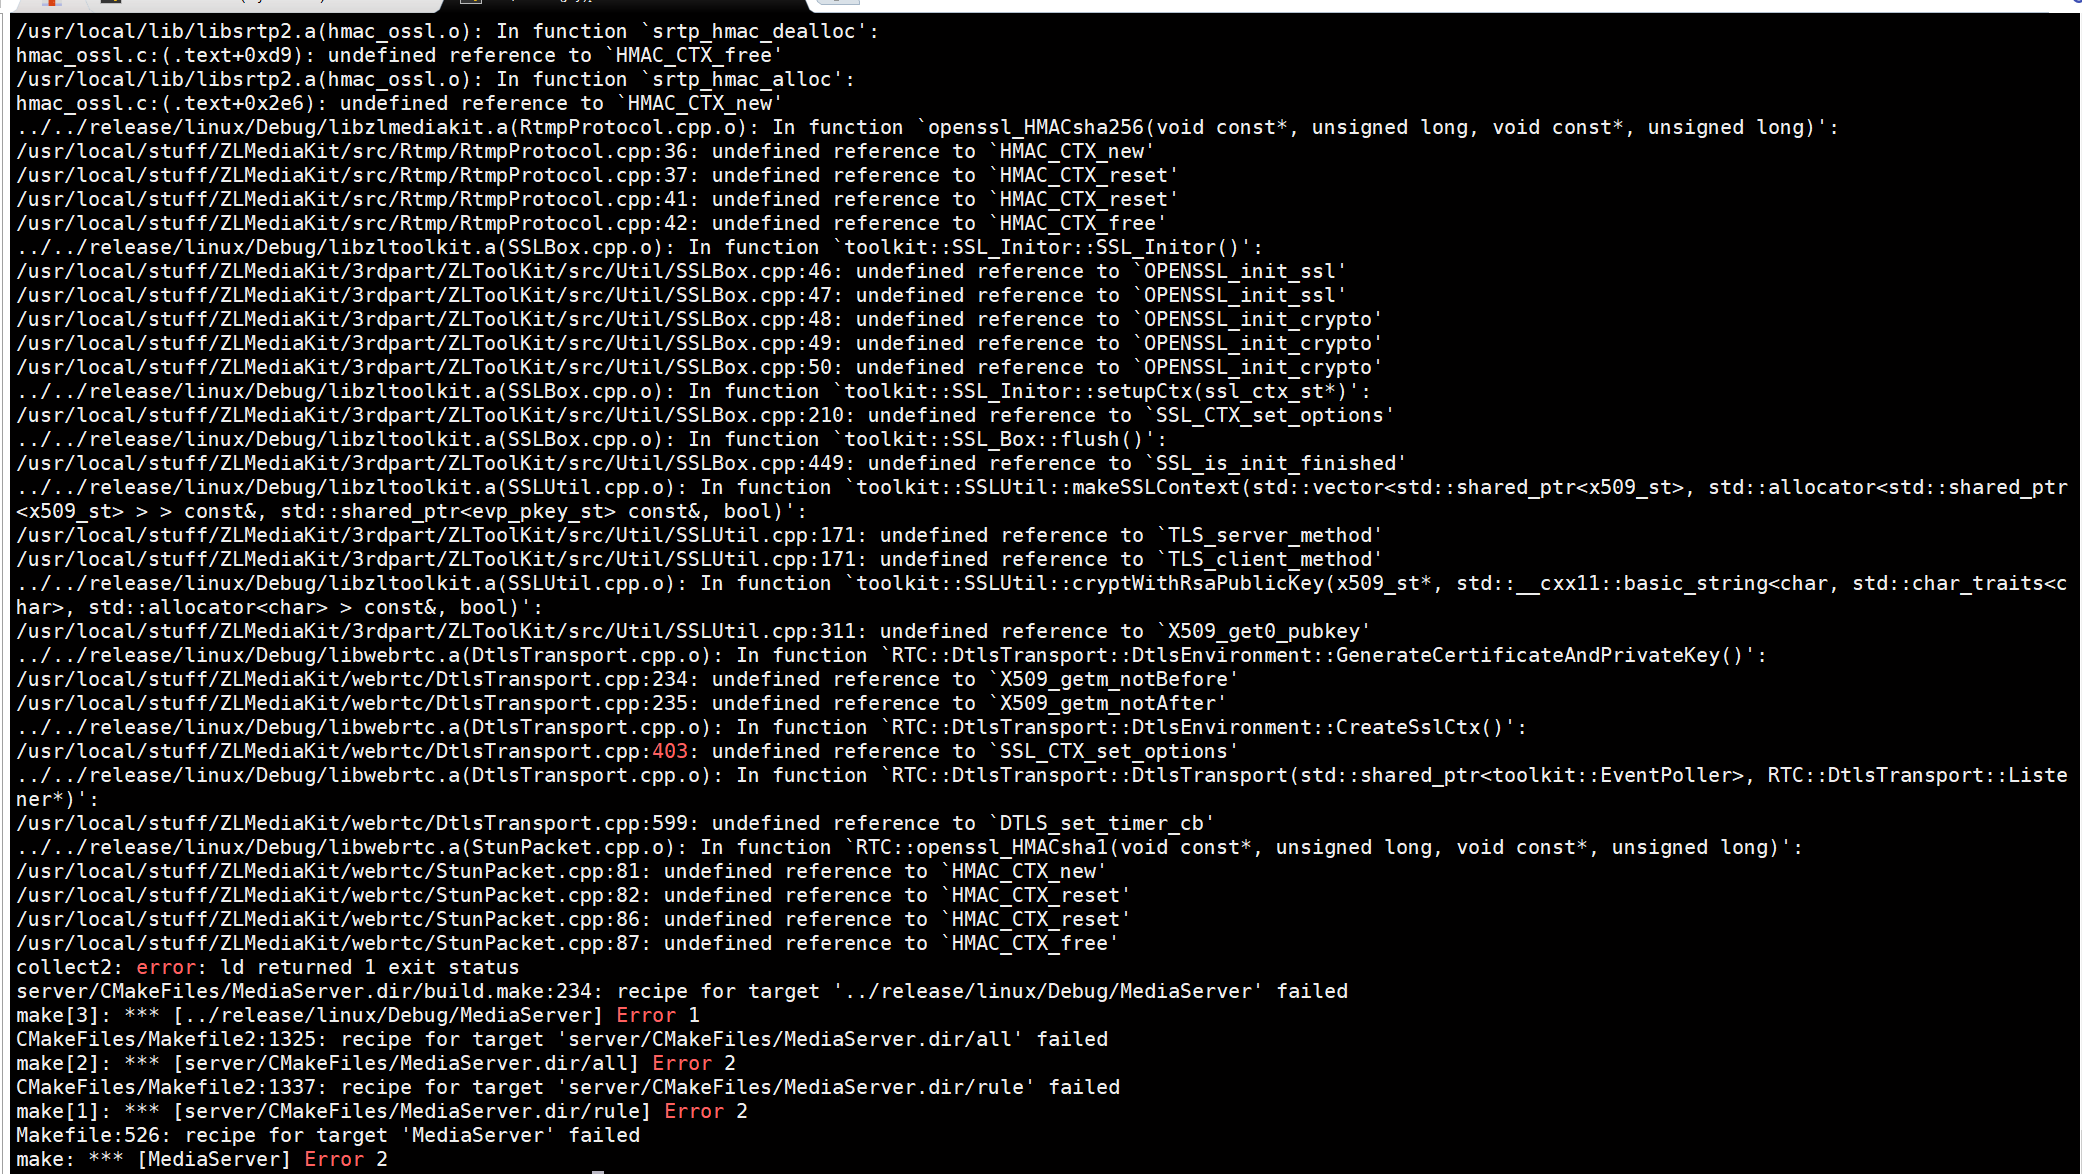 /usr/local/lib/libsrtp2.a(hmac_ossl.o): In function `srtp_hmac_dealloc':
hmac_ossl.c:(.text+0xd9): undefined reference to `HMAC_CTX_free'
/usr/local/lib/libsrtp2.a(hmac_ossl.o): In function `srtp_hmac_alloc':
hmac_ossl.c:(.text+0x2e6): undefined reference to `HMAC_CTX_new'
../../release/linux/Debug/libzlmediakit.a(RtmpProtocol.cpp.o): In function `openssl_HMACsha256(void const*, unsigned long, void const*, unsigned long)':
/usr/local/stuff/ZLMediaKit/src/Rtmp/RtmpProtocol.cpp:36: undefined reference to `HMAC_CTX_new'
/usr/local/stuff/ZLMediaKit/src/Rtmp/RtmpProtocol.cpp:37: undefined reference to `HMAC_CTX_reset'
/usr/local/stuff/ZLMediaKit/src/Rtmp/RtmpProtocol.cpp:41: undefined reference to `HMAC_CTX_reset'
/usr/local/stuff/ZLMediaKit/src/Rtmp/RtmpProtocol.cpp:42: undefined reference to `HMAC_CTX_free'
../../release/linux/Debug/libzltoolkit.a(SSLBox.cpp.o): In function `toolkit::SSL_Initor::SSL_Initor()':
/usr/local/stuff/ZLMediaKit/3rdpart/ZLToolKit/src/Util/SSLBox.cpp:46: undefined reference to `OPENSSL_init_ssl'
/usr/local/stuff/ZLMediaKit/3rdpart/ZLToolKit/src/Util/SSLBox.cpp:47: undefined reference to `OPENSSL_init_ssl'
/usr/local/stuff/ZLMediaKit/3rdpart/ZLToolKit/src/Util/SSLBox.cpp:48: undefined reference to `OPENSSL_init_crypto'
/usr/local/stuff/ZLMediaKit/3rdpart/ZLToolKit/src/Util/SSLBox.cpp:49: undefined reference to `OPENSSL_init_crypto'
/usr/local/stuff/ZLMediaKit/3rdpart/ZLToolKit/src/Util/SSLBox.cpp:50: undefined reference to `OPENSSL_init_crypto'
../../release/linux/Debug/libzltoolkit.a(SSLBox.cpp.o): In function `toolkit::SSL_Initor::setupCtx(ssl_ctx_st*)':
/usr/local/stuff/ZLMediaKit/3rdpart/ZLToolKit/src/Util/SSLBox.cpp:210: undefined reference to `SSL_CTX_set_options'
../../release/linux/Debug/libzltoolkit.a(SSLBox.cpp.o): In function `toolkit::SSL_Box::flush()':
/usr/local/stuff/ZLMediaKit/3rdpart/ZLToolKit/src/Util/SSLBox.cpp:449: undefined reference to `SSL_is_init_finished'
../../release/linux/Debug/libzltoolkit.a(SSLUtil.cpp.o): In function `toolkit::SSLUtil::makeSSLContext(std::vector<std::shared_ptr<x509_st>, std::allocator<std::shared_ptr
<x509_st> > > const&, std::shared_ptr<evp_pkey_st> const&, bool)':
/usr/local/stuff/ZLMediaKit/3rdpart/ZLToolKit/src/Util/SSLUtil.cpp:171: undefined reference to `TLS_server_method'
/usr/local/stuff/ZLMediaKit/3rdpart/ZLToolKit/src/Util/SSLUtil.cpp:171: undefined reference to `TLS_client_method'
../../release/linux/Debug/libzltoolkit.a(SSLUtil.cpp.o): In function `toolkit::SSLUtil::cryptWithRsaPublicKey(x509_st*, std::__cxx11::basic_string<char, std::char_traits<c
har>, std::allocator<char> > const&, bool)':
/usr/local/stuff/ZLMediaKit/3rdpart/ZLToolKit/src/Util/SSLUtil.cpp:311: undefined reference to `X509_get0_pubkey'
../../release/linux/Debug/libwebrtc.a(DtlsTransport.cpp.o): In function `RTC::DtlsTransport::DtlsEnvironment::GenerateCertificateAndPrivateKey()':
/usr/local/stuff/ZLMediaKit/webrtc/DtlsTransport.cpp:234: undefined reference to `X509_getm_notBefore'
/usr/local/stuff/ZLMediaKit/webrtc/DtlsTransport.cpp:235: undefined reference to `X509_getm_notAfter'
../../release/linux/Debug/libwebrtc.a(DtlsTransport.cpp.o): In function `RTC::DtlsTransport::DtlsEnvironment::CreateSslCtx()':
/usr/local/stuff/ZLMediaKit/webrtc/DtlsTransport.cpp:403: undefined reference to `SSL_CTX_set_options'
../../release/linux/Debug/libwebrtc.a(DtlsTransport.cpp.o): In function `RTC::DtlsTransport::DtlsTransport(std::shared_ptr<toolkit::EventPoller>, RTC::DtlsTransport::Liste
ner*)':
/usr/local/stuff/ZLMediaKit/webrtc/DtlsTransport.cpp:599: undefined reference to `DTLS_set_timer_cb'
../../release/linux/Debug/libwebrtc.a(StunPacket.cpp.o): In function `RTC::openssl_HMACsha1(void const*, unsigned long, void const*, unsigned long)':
/usr/local/stuff/ZLMediaKit/webrtc/StunPacket.cpp:81: undefined reference to `HMAC_CTX_new'
/usr/local/stuff/ZLMediaKit/webrtc/StunPacket.cpp:82: undefined reference to `HMAC_CTX_reset'
/usr/local/stuff/ZLMediaKit/webrtc/StunPacket.cpp:86: undefined reference to `HMAC_CTX_reset'
/usr/local/stuff/ZLMediaKit/webrtc/StunPacket.cpp:87: undefined reference to `HMAC_CTX_free'
collect2: error: ld returned 1 exit status
server/CMakeFiles/MediaServer.dir/build.make:234: recipe for target '../release/linux/Debug/MediaServer' failed
make[3]: *** [../release/linux/Debug/MediaServer] Error 1
CMakeFiles/Makefile2:1325: recipe for target 'server/CMakeFiles/MediaServer.dir/all' failed
make[2]: *** [server/CMakeFiles/MediaServer.dir/all] Error 2
CMakeFiles/Makefile2:1337: recipe for target 'server/CMakeFiles/MediaServer.dir/rule' failed
make[1]: *** [server/CMakeFiles/MediaServer.dir/rule] Error 2
Makefile:526: recipe for target 'MediaServer' failed
make: *** [MediaServer] Error 2